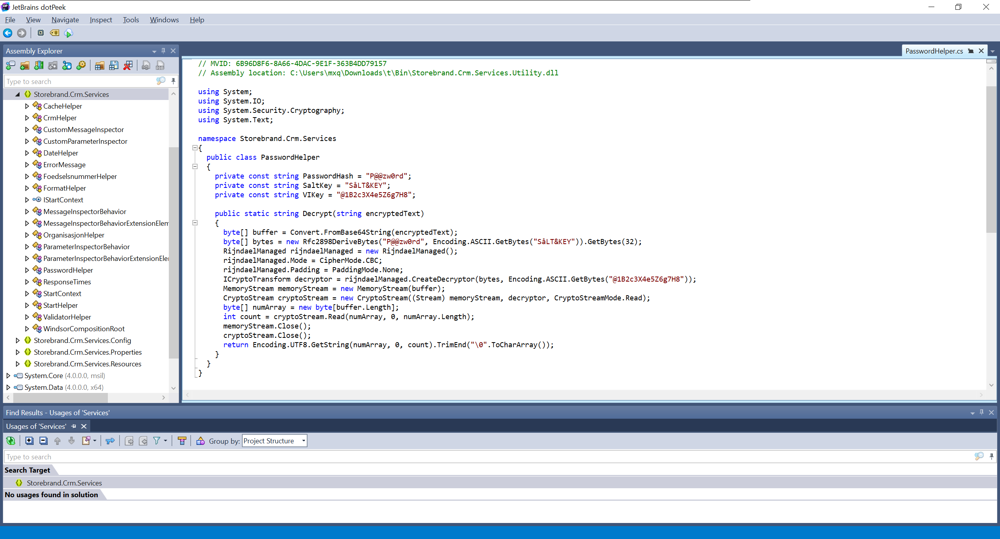 JetBrains dotPeek
File View Navigate Inspect Tools Windows Help
Assembly Explorer
Type to search
Storebrand.Crm.Services
CacheHelper
CrmHelper
CustomMessageInspector
CustomParameterInspector
DateHelper
ErrorMessage
FoedselsnummerHelper
FormatHelper
IStartContext
MessageInspectorBehavior
MessageInspectorBehaviorExtensionElem
OrganisasjonHelper
ParameterInspectorBehavior
ParameterInspectorBehaviorExtensionElem
PasswordHelper
ResponseTimes
StartContext
StartHelper
ValidatorHelper
WindsorCompositionRoot
Storebrand.Crm.Services.Config
Storebrand.Crm.Services.Properties
Storebrand.Crm.Services.Resources
System.Core (4.0.0.0, msil)
System.Data (4.0.0.0, x64)
PasswordHelper.cs
// MVID: 6B96D8F6-8A66-4DAC-9E1F-363B4DD79157
// Assembly location: C:\Users\mxq\Downloads\t\Bin\Storebrand.Crm.Services.Utility.dll
using System;
using System.IO;
using System.Security.Cryptography;
using System.Text;
namespace Storebrand.Crm.Services
{
public class PasswordHelper
{
private const string PasswordHash = "P@@zw0rd";
private const string SaltKey = "SåLT&KEY";
private const string VIKey = "@1B2c3X4e5Z6g7H8";
public static string Decrypt(string encryptedText)
{
byte[] buffer = Convert.FromBase64String(encryptedText);
byte[] bytes = new Rfc2898DeriveBytes("P@@zw0rd", Encoding.ASCII.GetBytes("SåLT&KEY")).GetBytes(32);
RijndaelManaged rijndaelManaged = new RijndaelManaged();
rijndaelManaged.Mode = CipherMode.CBC;
rijndaelManaged.Padding = PaddingMode.None;
ICryptoTransform decryptor = rijndaelManaged.CreateDecryptor(bytes, Encoding.ASCII.GetBytes("@1B2c3X4e5Z6g7H8"));
MemoryStream memoryStream = new MemoryStream(buffer);
CryptoStream cryptoStream = new CryptoStream((Stream) memoryStream, decryptor, CryptoStreamMode.Read);
byte[] numArray = new byte[buffer.Length];
int count = cryptoStream.Read(numArray, 0, numArray.Length);
memoryStream.Close();
cryptoStream.Close();
return Encoding.UTF8.GetString(numArray, 0, count).TrimEnd("\0".ToCharArray());
}
}
}
Find Results - Usages of 'Services'
Usages of 'Services'
Group by: Project Structure
Type to search
Search Target
Storebrand.Crm.Services
No usages found in solution